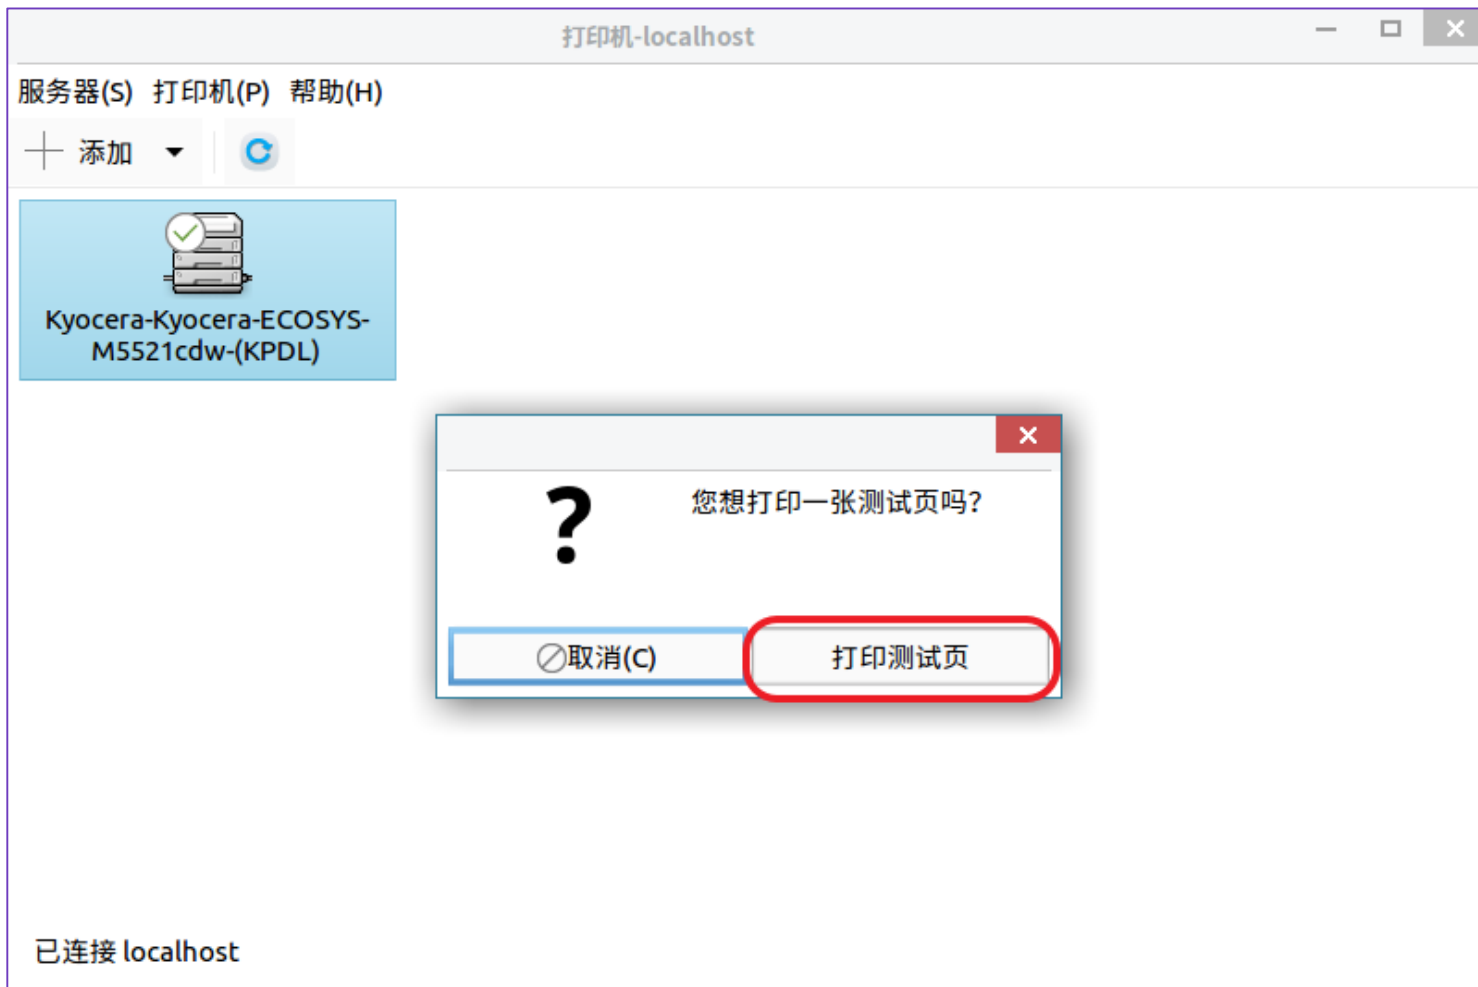 打印机-localhost
服务器(S) 打印机(P) 帮助(H)
添加
Kyocera-Kyocera-ECOSYS-
M5521cdw-(KPDL)
您想打印一张测试页吗?
取消(C) 打印测试页
已连接 localhost